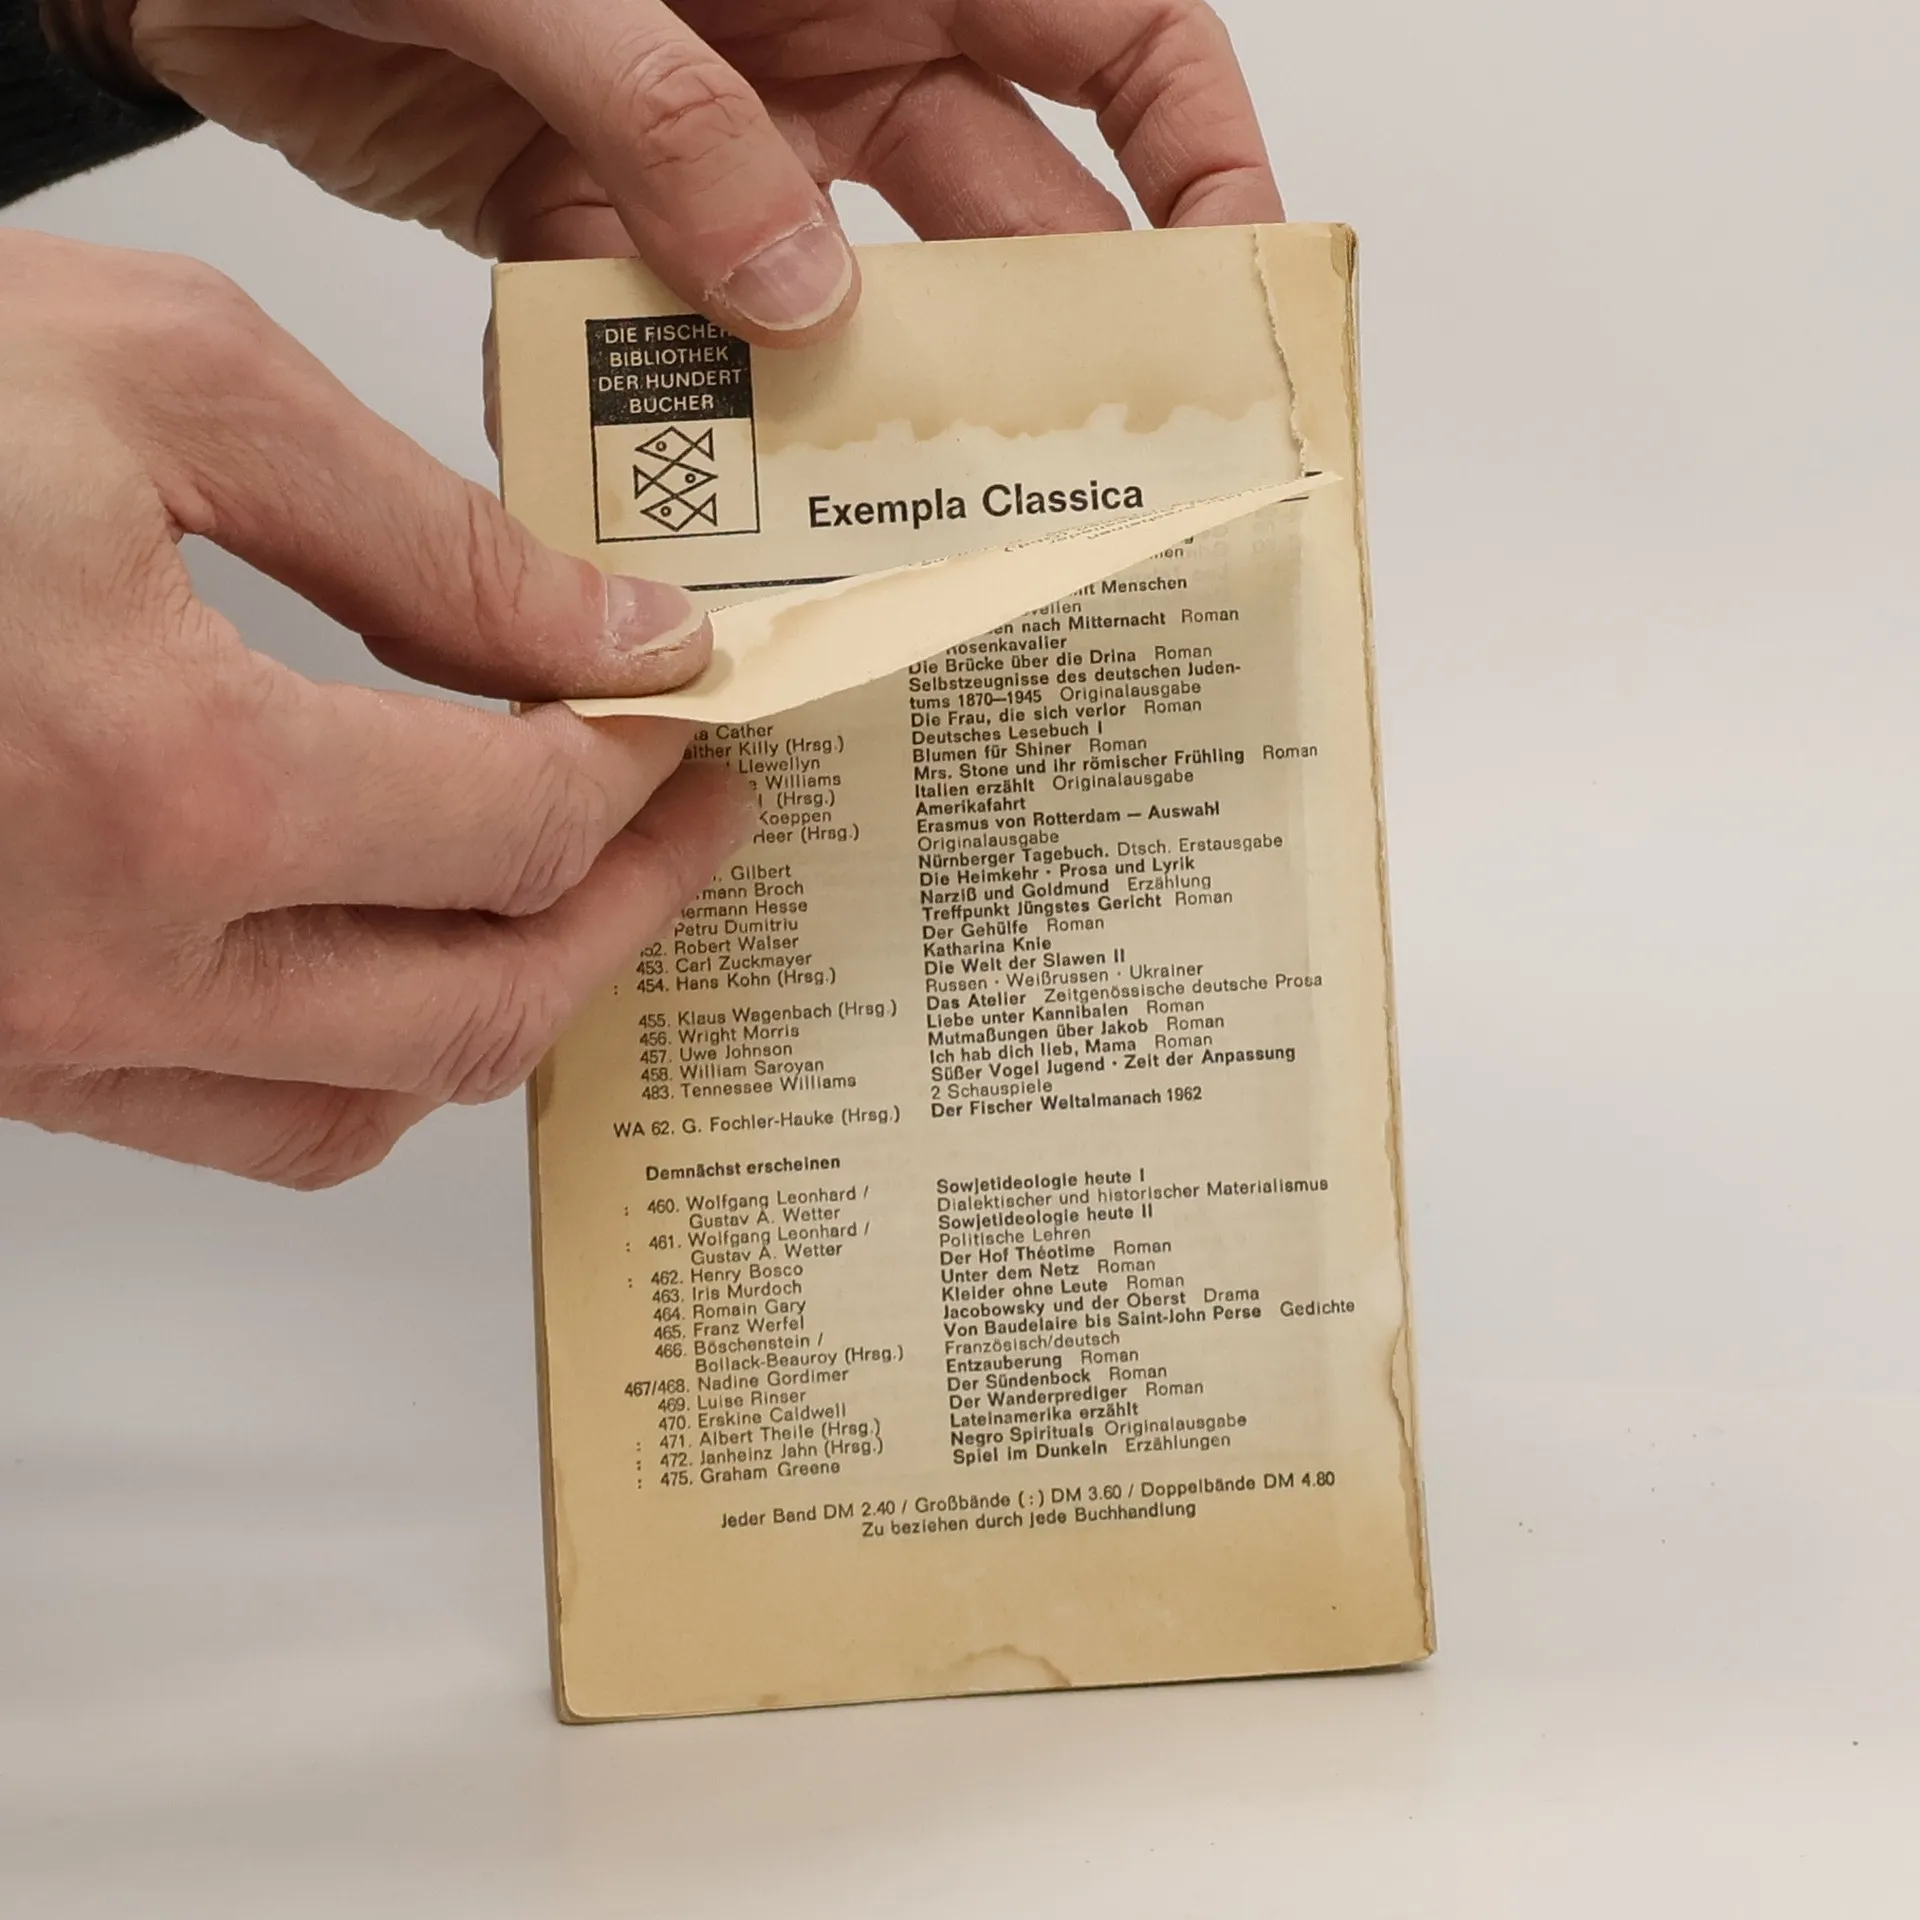 DIE FISCHER
BIBLIOTHEK
DER HUNDERT
BÜCHER
Exempla Classica
Menschen
nach Mitternacht Roman
Rosenkavalier
Die Brücke über die Drina Roman
Selbstzeugnisse des deutschen Juden-
tums 1870—1945 Originalausgabe
Cather Die Frau, die sich verlor Roman
Killy (Hrsg.) Deutsches Lesebuch I
Llewellyn Blumen für Shiner Roman
Williams Mrs. Stone und ihr römischer Frühling Roman
(Hrsg.) Italien erzählt Originalausgabe
Koeppen Amerikafahrt
Heer (Hrsg.) Erasmus von Rotterdam — Auswahl
Originalausgabe
Gilbert Nürnberger Tagebuch. Dtsch. Erstausgabe
Broch Die Heimkehr · Prosa und Lyrik
Hesse Narziß und Goldmund Erzählung
Petru Dumitriu Treffpunkt Jüngstes Gericht Roman
452. Robert Walser Der Gehülfe Roman
453. Carl Zuckmayer Katharina Knie
: 454. Hans Kohn (Hrsg.) Die Welt der Slawen II
Russen · Weißrussen · Ukrainer
455. Klaus Wagenbach (Hrsg.) Das Atelier Zeitgenössische deutsche Prosa
456. Wright Morris Liebe unter Kannibalen Roman
457. Uwe Johnson Mutmaßungen über Jakob Roman
458. William Saroyan Ich hab dich lieb, Mama Roman
483. Tennessee Williams Süßer Vogel Jugend · Zeit der Anpassung
2 Schauspiele
WA 62. G. Fochler-Hauke (Hrsg.) Der Fischer Weltalmanach 1962
Demnächst erscheinen
: 460. Wolfgang Leonhard / Sowjetideologie heute I
Gustav A. Wetter Dialektischer und historischer Materialismus
: 461. Wolfgang Leonhard / Sowjetideologie heute II
Gustav A. Wetter Politische Lehren
: 462. Henry Bosco Der Hof Théotime Roman
463. Iris Murdoch Unter dem Netz Roman
464. Romain Gary Kleider ohne Leute Roman
465. Franz Werfel Jacobowsky und der Oberst Drama
466. Böschenstein / Von Baudelaire bis Saint-John Perse Gedichte
Bollack-Beauroy (Hrsg.) Französisch/deutsch
467/468. Nadine Gordimer Entzauberung Roman
469. Luise Rinser Der Sündenbock Roman
470. Erskine Caldwell Der Wanderprediger Roman
: 471. Albert Theile (Hrsg.) Lateinamerika erzählt
: 472. Janheinz Jahn (Hrsg.) Negro Spirituals Originalausgabe
: 475. Graham Greene Spiel im Dunkeln Erzählungen
Jeder Band DM 2.40 / Großbände (:) DM 3.60 / Doppelbände DM 4.80
Zu beziehen durch jede Buchhandlung